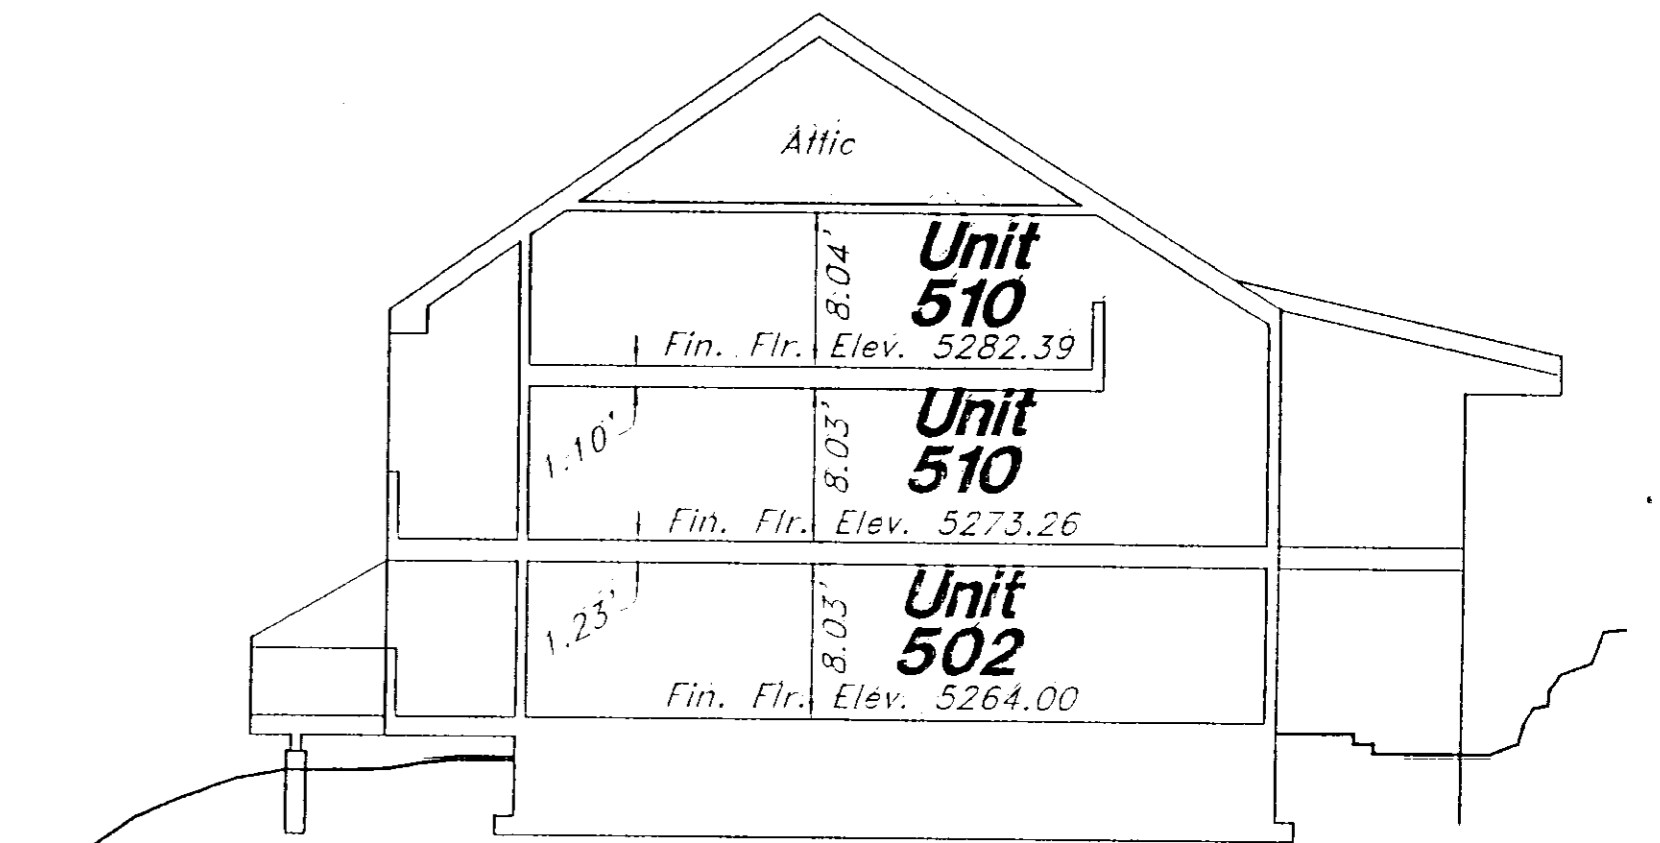 Attic
Unit
510
8.04'
Fin. Flr. Elev. 5282.39
Unit
510
8.03'
1.10'
Fin. Flr. Elev. 5273.26
Unit
502
8.03'
1.23'
Fin. Flr. Elev. 5264.00